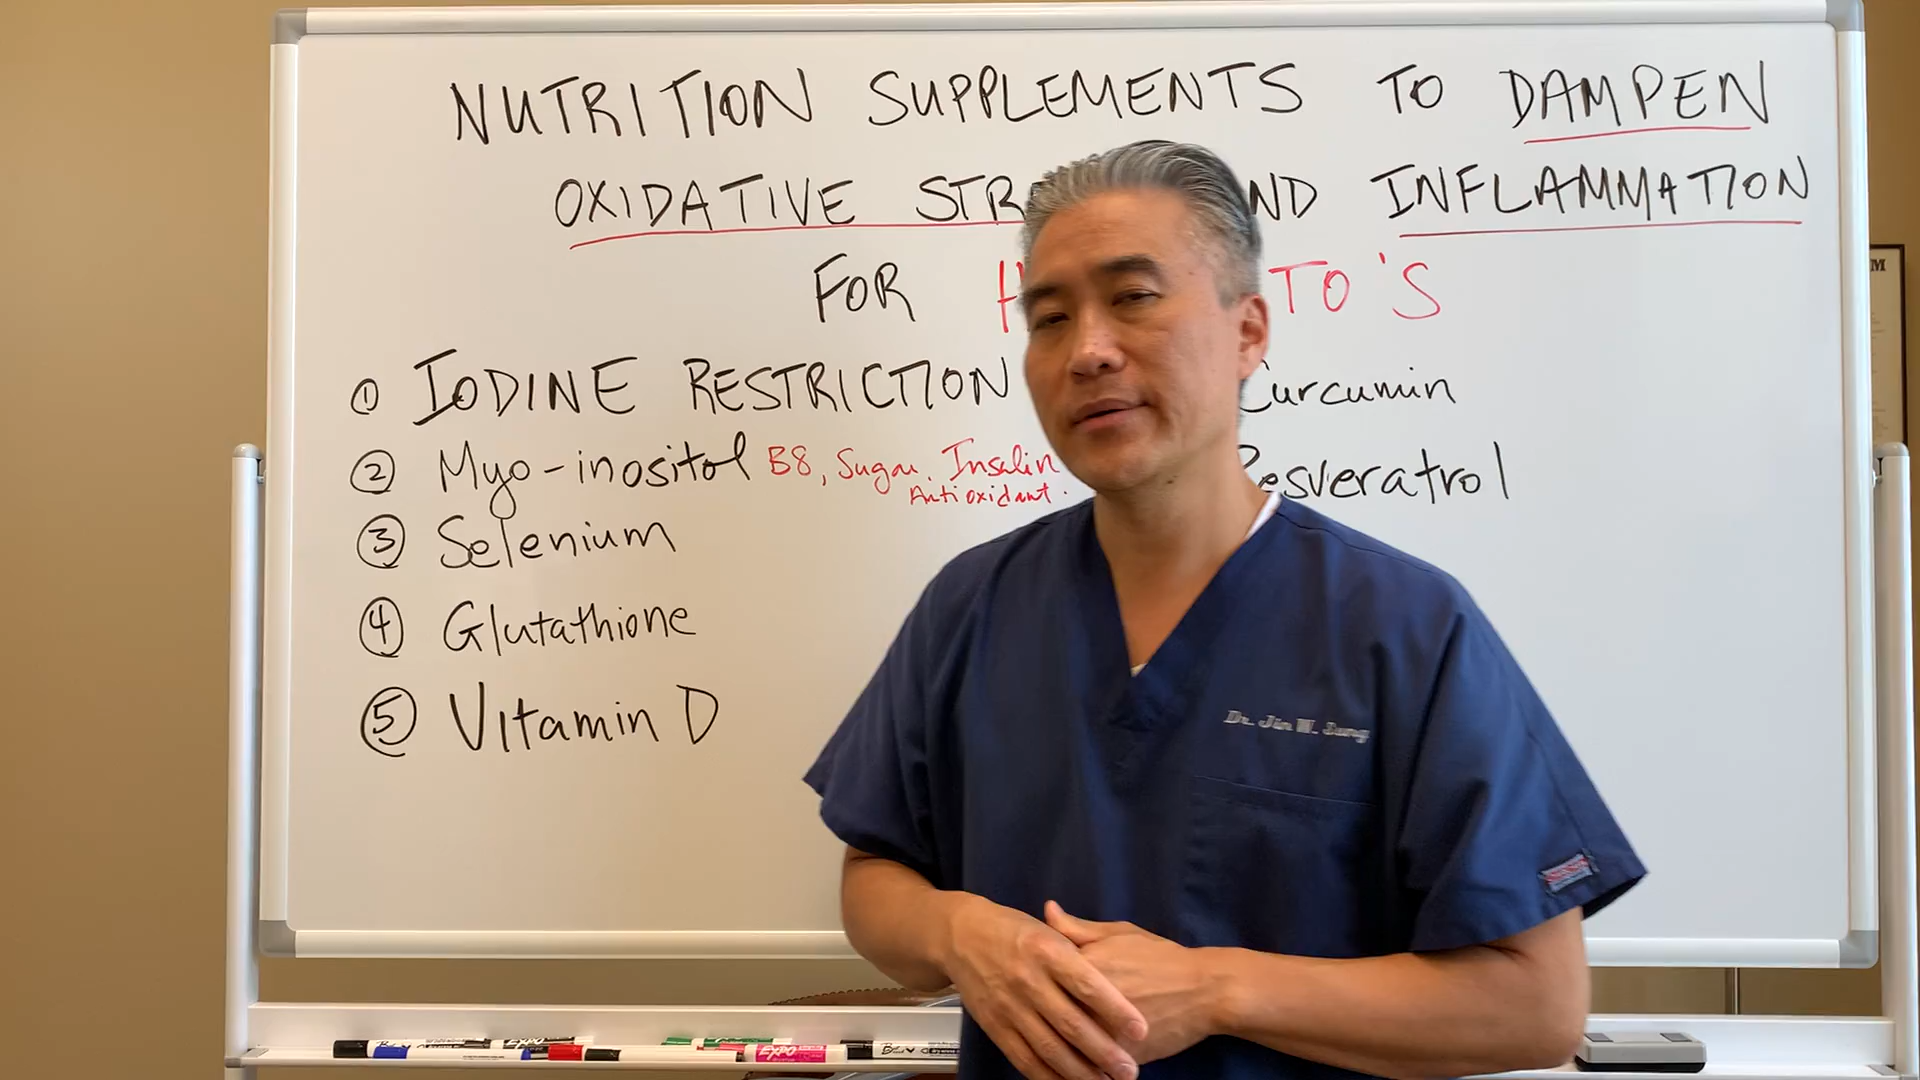 NUTRITION SUPPLEMENTS TO DAMPEN
OXIDATIVE STR ND INFLAMMATION
FOR H TO'S
① IODINE RESTRICTION
② Myo-inositol B8, Sugar. Insulin
Antioxidant.
③ Selenium
④ Glutathione
⑤ Vitamin D
Curcumin
Resveratrol
Dr. Jin W. Sung
EXPO
M